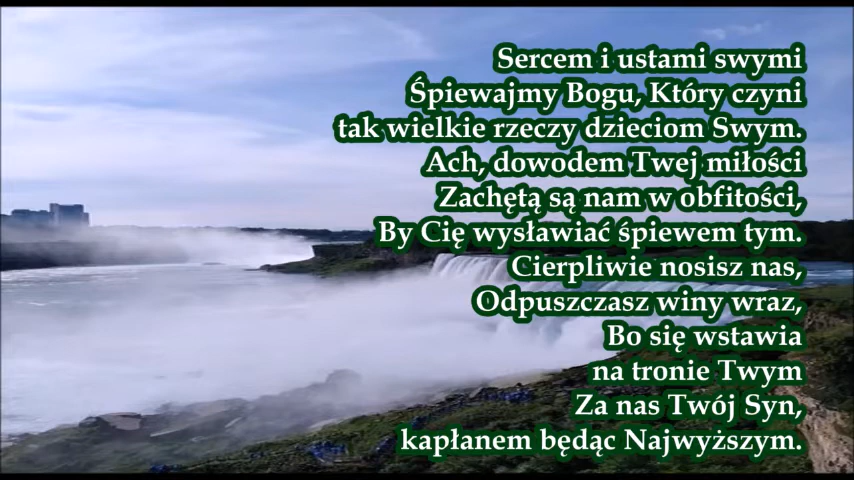 Sercem i ustami swymi
Śpiewajmy Bogu, Który czyni
tak wielkie rzeczy dzieciom Swym.
Ach, dowodem Twej miłości
Zachętą są nam w obfitości,
By Cię wysławiać śpiewem tym.
Cierpliwie nosisz nas,
Odpuszczasz winy wraz,
Bo się wstawia
na tronie Twym
Za nas Twój Syn,
kapłanem będąc Najwyższym.